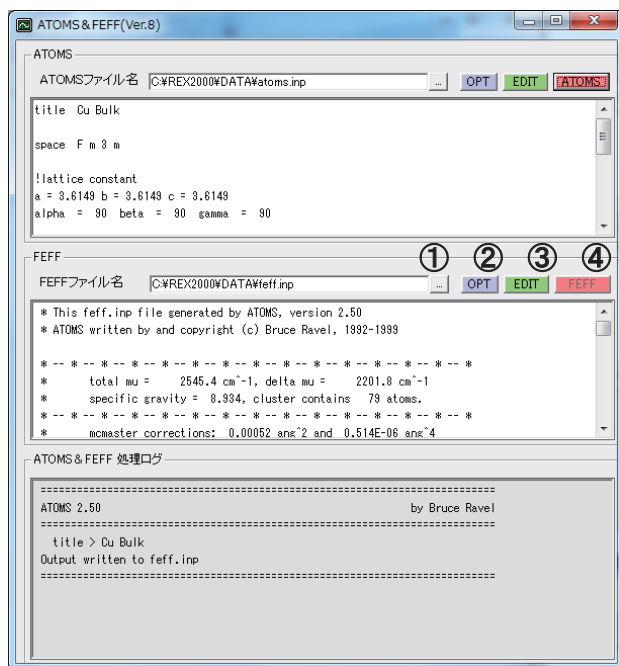 ATOMS&FEFF(Ver.8)
ATOMS
ATOMSファイル名 C:¥REX2000¥DATA¥atoms.inp ... OPT EDIT ATOMS
title Cu Bulk
space F m 3 m
!lattice constant
a = 3.6149 b = 3.6149 c = 3.6149
alpha = 90 beta = 90 gamma = 90
FEFF
① ② ③ ④
FEFFファイル名 C:¥REX2000¥DATA¥feff.inp ... OPT EDIT FEFF
* This feff.inp file generated by ATOMS, version 2.50
* ATOMS written by and copyright (c) Bruce Ravel, 1992-1999
* -- * -- * -- * -- * -- * -- * -- * -- * -- * -- * -- * -- * -- * -- *
* total mu = 2545.4 cm^-1, delta mu = 2201.8 cm^-1
* specific gravity = 8.934, cluster contains 79 atoms.
* -- * -- * -- * -- * -- * -- * -- * -- * -- * -- * -- * -- * -- * -- *
* mcmaster corrections: 0.00052 ang^2 and 0.514E-06 ang^4
ATOMS&FEFF 処理ログ
===========================================================================
ATOMS 2.50 by Bruce Ravel
===========================================================================
title > Cu Bulk
Output written to feff.inp
===========================================================================